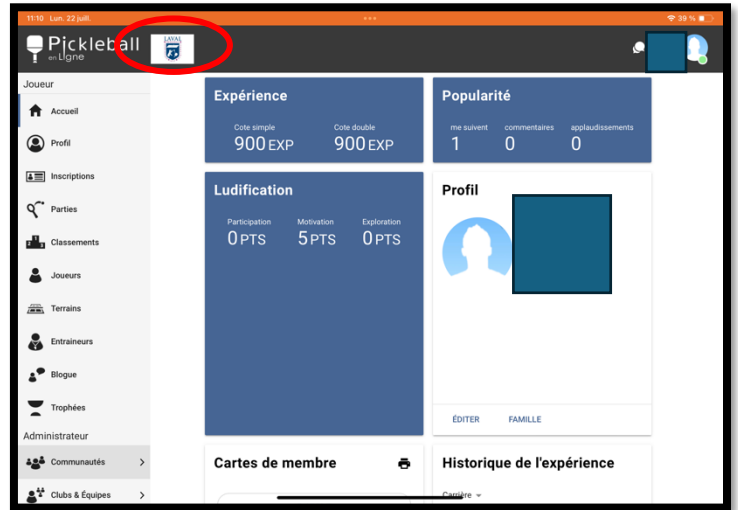 11:10 Lun. 22 juill.
39 %
Pickleball
en Ligne
LAVAL
Joueur
Accueil
Profil
Inscriptions
Parties
Classements
Joueurs
Terrains
Entraineurs
Blogue
Trophées
Administrateur
Communautés
Clubs & Équipes
Expérience
Cote simple
900 EXP
Cote double
900 EXP
Popularité
me suivent
1
commentaires
0
applaudissements
0
Ludification
Participation
0 PTS
Motivation
5 PTS
Exploration
0 PTS
Profil
ÉDITER FAMILLE
Cartes de membre
Historique de l'expérience
Carrière